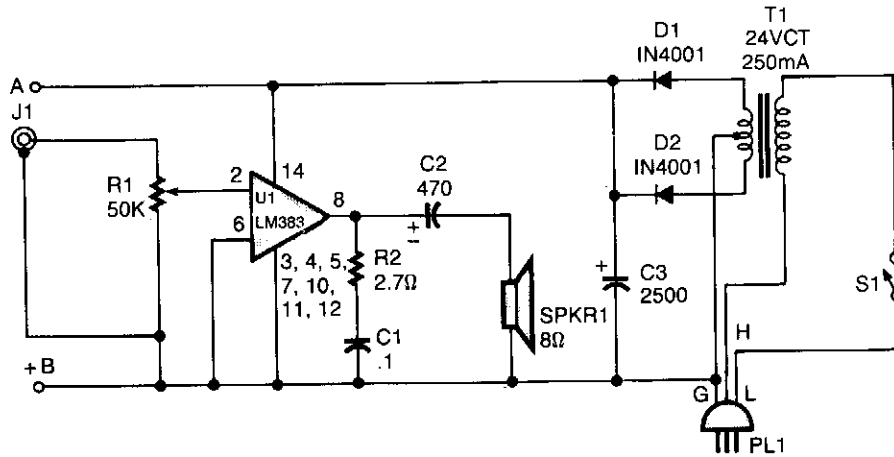 T1
24VCT
250mA
D1
IN4001
A
J1
D2
IN4001
C2
470
R1
50K
2
14
U1
LM383
8
6
+
−
R2
2.7Ω
3, 4, 5,
7, 10,
11, 12
+
C3
2500
S1
SPKR1
8Ω
C1
.1
H
+B
G
L
PL1